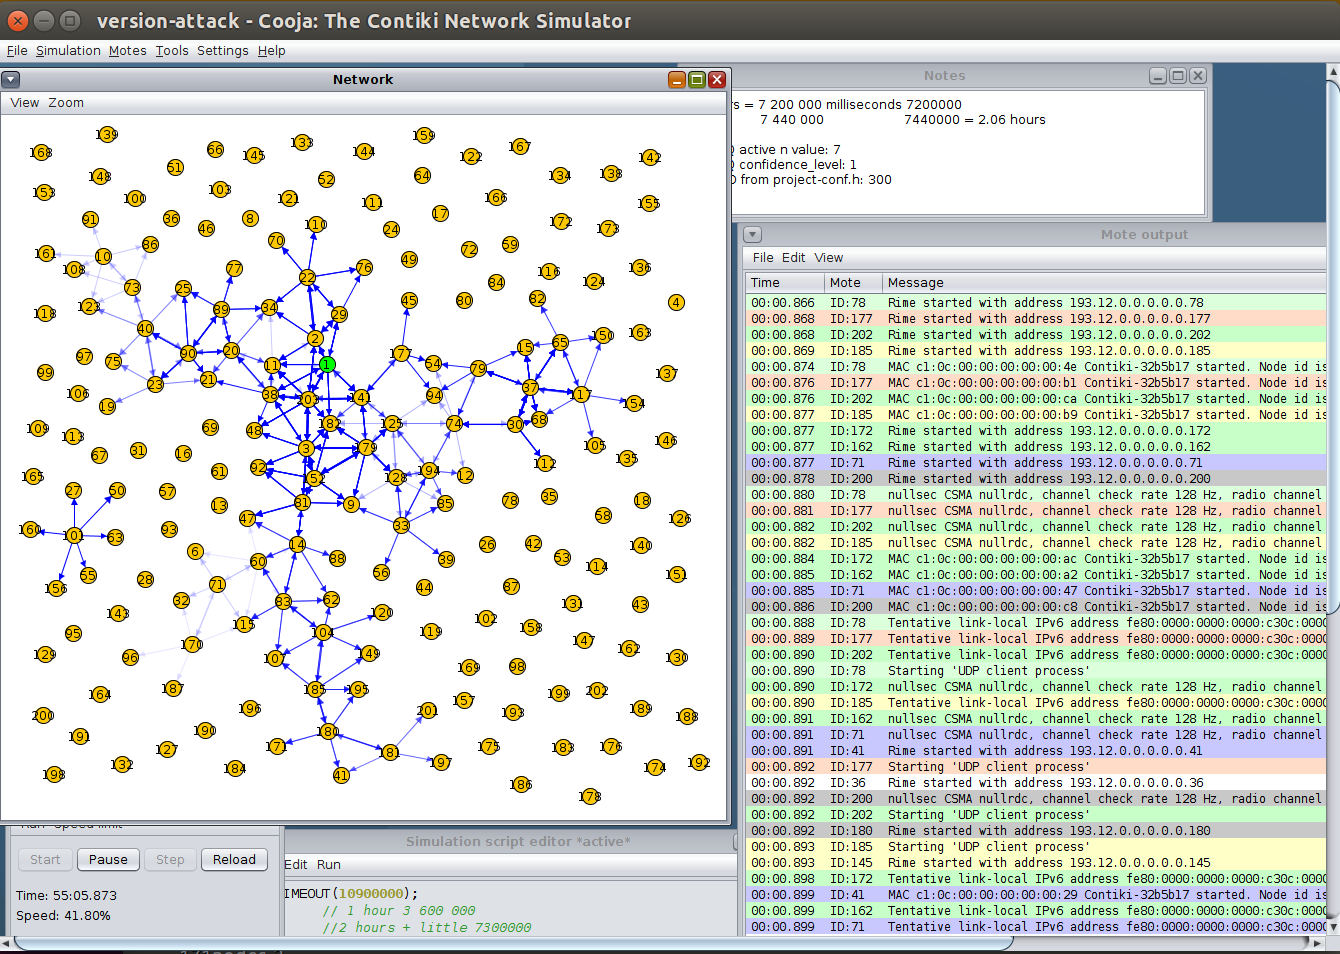 version-attack - Cooja: The Contiki Network Simulator
File Simulation Motes Tools Settings Help
Network
View Zoom
139 168 66 145 133 144 159 122 167 142
148 51 103 52 64 134 138
153 100 121 111 166 155
91 36 46 8 110 24 17 172 173
161 10 86 70 72 59
108 77 22 76 49 116 136
73 25 84 124
123 89 34 29 45 80 82 4
118 40 2 65 150 163
97 75 90 20 11 1 177 54 79 15
99 23 21 37 137
106 38 203 141 94 117 154
19 109 113 69 48 182 125 74 30 68 146
67 31 16 3 79 105 135
165 61 92 52 128 194 12 112
27 50 57 13 81 9 85 78 35 18
160 101 63 93 47 33 58 126
6 14 26 42 140
156 55 28 60 88 56 39 53 114 151
71 44 87
32 83 62 131 43
143 115 120 102
95 104 119 158
129 96 170 107 149 147 162 130
164 187 185 195 169 98
200 196 157 199 202
191 190 180 201 193 189 188
198 132 127 184 171 41 181 197 175 183 176 174 192
186 178
Notes
rs = 7 200 000 milliseconds 7200000
7 440 000 7440000 = 2.06 hours
Q active n value: 7
Q confidence_level: 1
O from project-conf.h: 300
Mote output
File Edit View
Time Mote Message
00:00.866 ID:78 Rime started with address 193.12.0.0.0.0.0.78
00:00.868 ID:177 Rime started with address 193.12.0.0.0.0.0.177
00:00.868 ID:202 Rime started with address 193.12.0.0.0.0.0.202
00:00.869 ID:185 Rime started with address 193.12.0.0.0.0.0.185
00:00.874 ID:78 MAC c1:0c:00:00:00:00:00:4e Contiki-32b5b17 started. Node id is
00:00.876 ID:177 MAC c1:0c:00:00:00:00:00:b1 Contiki-32b5b17 started. Node id is
00:00.876 ID:202 MAC c1:0c:00:00:00:00:00:ca Contiki-32b5b17 started. Node id is
00:00.877 ID:185 MAC c1:0c:00:00:00:00:00:b9 Contiki-32b5b17 started. Node id is
00:00.877 ID:172 Rime started with address 193.12.0.0.0.0.0.172
00:00.877 ID:162 Rime started with address 193.12.0.0.0.0.0.162
00:00.877 ID:71 Rime started with address 193.12.0.0.0.0.0.71
00:00.878 ID:200 Rime started with address 193.12.0.0.0.0.0.200
00:00.880 ID:78 nullsec CSMA nullrdc, channel check rate 128 Hz, radio channel
00:00.881 ID:177 nullsec CSMA nullrdc, channel check rate 128 Hz, radio channel
00:00.882 ID:202 nullsec CSMA nullrdc, channel check rate 128 Hz, radio channel
00:00.882 ID:185 nullsec CSMA nullrdc, channel check rate 128 Hz, radio channel
00:00.884 ID:172 MAC c1:0c:00:00:00:00:00:ac Contiki-32b5b17 started. Node id is
00:00.885 ID:162 MAC c1:0c:00:00:00:00:00:a2 Contiki-32b5b17 started. Node id is
00:00.885 ID:71 MAC c1:0c:00:00:00:00:00:47 Contiki-32b5b17 started. Node id is
00:00.886 ID:200 MAC c1:0c:00:00:00:00:00:c8 Contiki-32b5b17 started. Node id is
00:00.888 ID:78 Tentative link-local IPv6 address fe80:0000:0000:0000:c30c:0000
00:00.889 ID:177 Tentative link-local IPv6 address fe80:0000:0000:0000:c30c:0000
00:00.890 ID:202 Tentative link-local IPv6 address fe80:0000:0000:0000:c30c:0000
00:00.890 ID:78 Starting 'UDP client process'
00:00.890 ID:172 nullsec CSMA nullrdc, channel check rate 128 Hz, radio channel
00:00.890 ID:185 Tentative link-local IPv6 address fe80:0000:0000:0000:c30c:0000
00:00.891 ID:162 nullsec CSMA nullrdc, channel check rate 128 Hz, radio channel
00:00.891 ID:71 nullsec CSMA nullrdc, channel check rate 128 Hz, radio channel
00:00.891 ID:41 Rime started with address 193.12.0.0.0.0.0.41
00:00.892 ID:177 Starting 'UDP client process'
00:00.892 ID:36 Rime started with address 193.12.0.0.0.0.0.36
00:00.892 ID:200 nullsec CSMA nullrdc, channel check rate 128 Hz, radio channel
00:00.892 ID:202 Starting 'UDP client process'
00:00.892 ID:180 Rime started with address 193.12.0.0.0.0.0.180
00:00.893 ID:185 Starting 'UDP client process'
00:00.893 ID:145 Rime started with address 193.12.0.0.0.0.0.145
00:00.898 ID:172 Tentative link-local IPv6 address fe80:0000:0000:0000:c30c:0000
00:00.899 ID:41 MAC c1:0c:00:00:00:00:00:29 Contiki-32b5b17 started. Node id is
00:00.899 ID:162 Tentative link-local IPv6 address fe80:0000:0000:0000:c30c:0000
00:00.899 ID:71 Tentative link-local IPv6 address fe80:0000:0000:0000:c30c:0000
Run Speed limit
Start Pause Step Reload
Time: 55:05.873
Speed: 41.80%
Simulation script editor *active*
Edit Run
IMEOUT(10900000);
// 1 hour 3 600 000
//2 hours + little 7300000